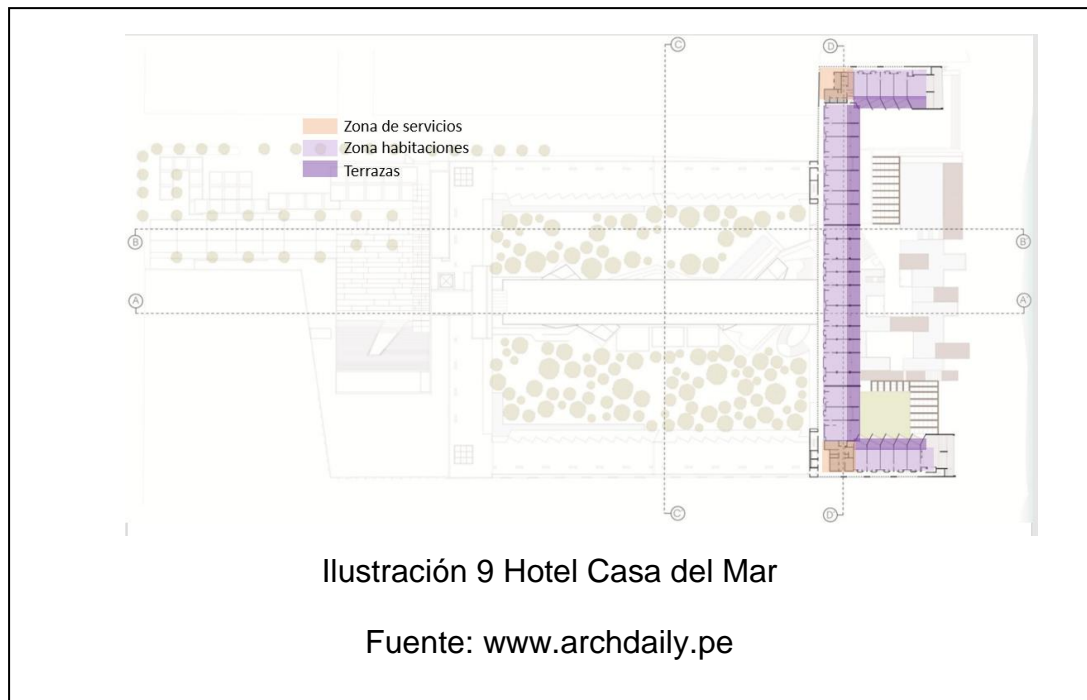 C
D
Zona de servicios
Zona habitaciones
Terrazas
B
B
A
A
C
D'
Ilustración 9 Hotel Casa del Mar
Fuente: www.archdaily.pe